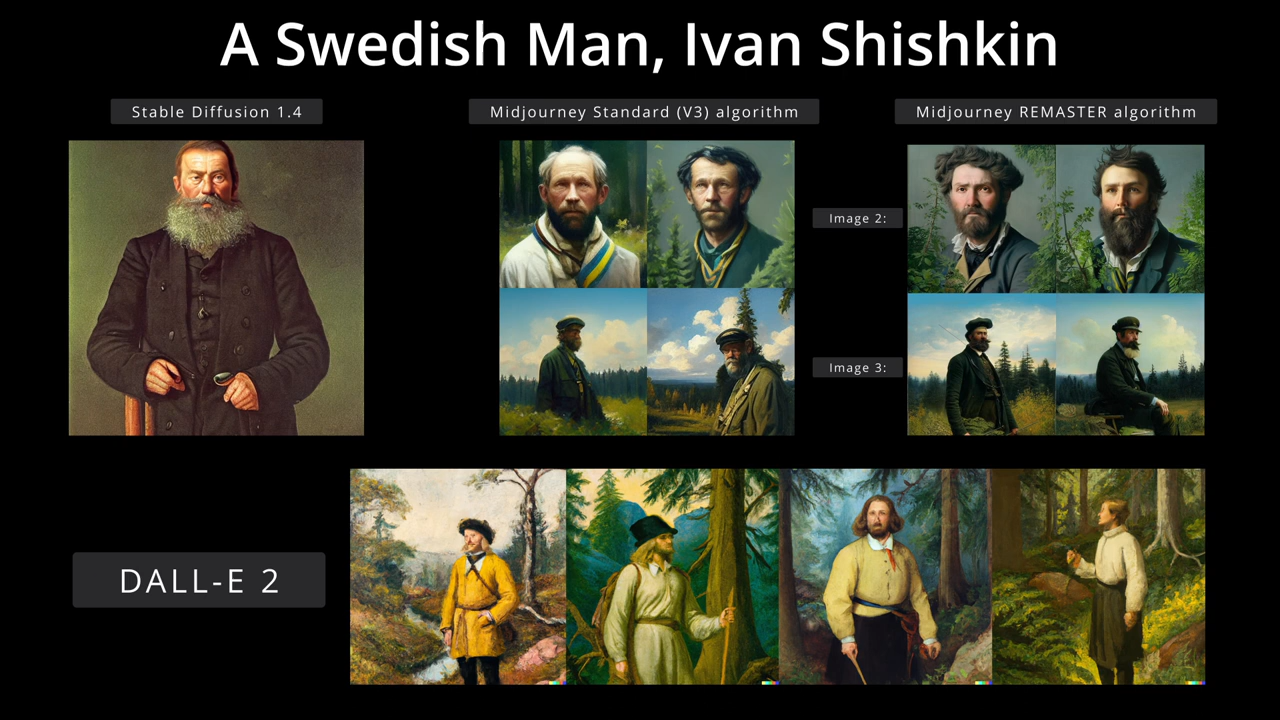 A Swedish Man, Ivan Shishkin
Stable Diffusion 1.4
Midjourney Standard (V3) algorithm
Midjourney REMASTER algorithm
Image 2:
Image 3:
DALL-E 2